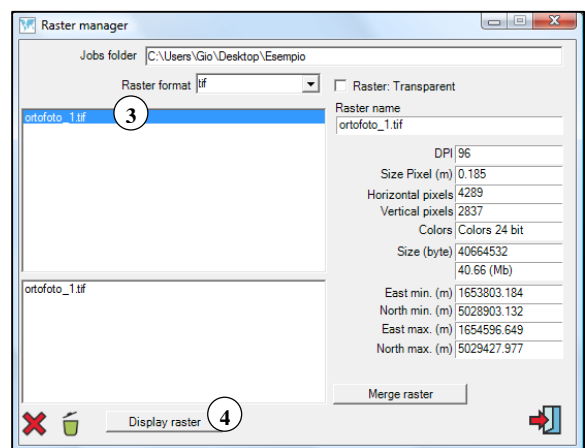 Raster manager
Jobs folder C:\Users\Gio\Desktop\Esempio
Raster format tif
Raster: Transparent
ortofoto_1.tif
3
Raster name
ortofoto_1.tif
DPI 96
Size Pixel (m) 0.185
Horizontal pixels 4289
Vertical pixels 2837
Colors Colors 24 bit
Size (byte) 40664532
40.66 (Mb)
ortofoto_1.tif
East min. (m) 1653803.184
North min. (m) 5028903.132
East max. (m) 1654596.649
North max. (m) 5029427.977
Merge raster
Display raster 4